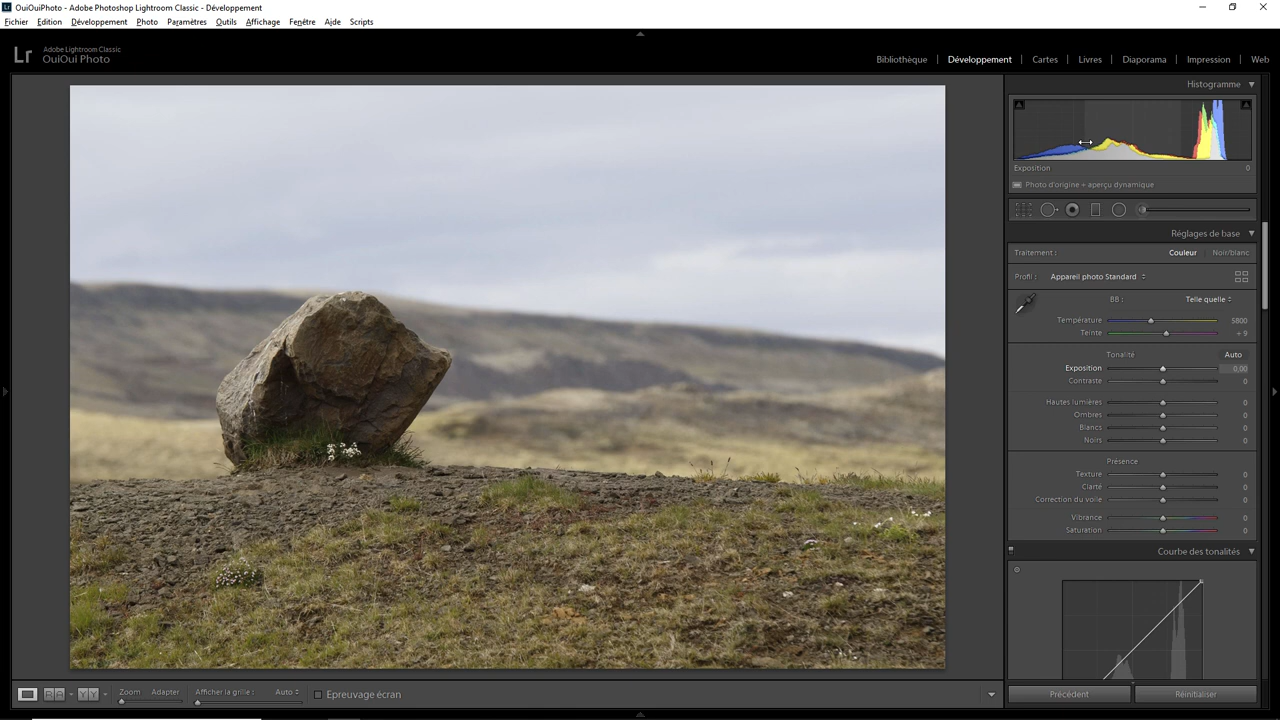 OuiOuiPhoto - Adobe Photoshop Lightroom Classic - Développement
Fichier Edition Développement Photo Paramètres Outils Affichage Fenêtre Aide Scripts
Lr Adobe Lightroom Classic
OuiOui Photo
Bibliothèque | Développement | Cartes | Livres | Diaporama | Impression | Web
Histogramme
Exposition 0
Photo d'origine + aperçu dynamique
Réglages de base
Traitement : Couleur Noir/blanc
Profil : Appareil photo Standard
BB : Telle quelle
Température 5800
Teinte + 9
Tonalité Auto
Exposition 0,00
Contraste 0
Hautes lumières 0
Ombres 0
Blancs 0
Noirs 0
Présence
Texture 0
Clarté 0
Correction du voile 0
Vibrance 0
Saturation 0
Courbe des tonalités
Zoom Adapter Afficher la grille : Auto Epreuvage écran
Précédent Réinitialiser